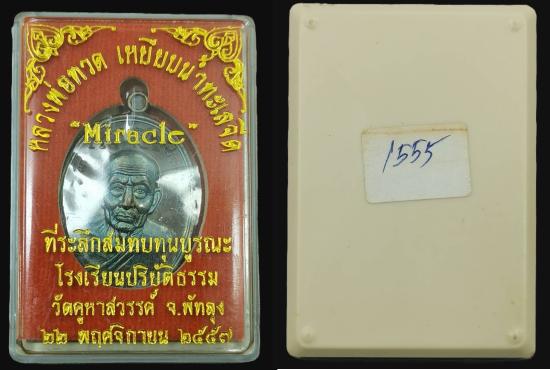 หลวงพ่อทวด เหยียบน้ำทะเลจืด
"Miracle"
ที่ระลึกสมทบทุนบูรณะ
โรงเรียนปริยัติธรรม
วัดคูหาสวรรค์ จ.พัทลุง
๒๒ พฤศจิกายน ๒๕๕๗
1555